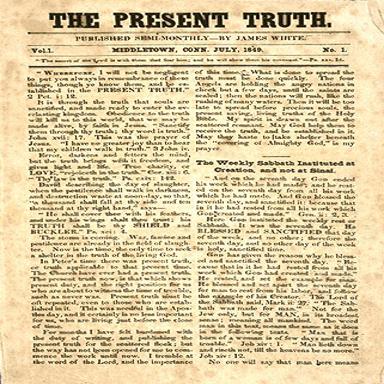 THE PRESENT TRUTH.
PUBLISHED SEMI-MONTHLY—BY JAMES WHITE.
Vol.1. MIDDLETOWN, CONN, JULY, 1849. No. 1.
"The secret of the Lord is with them that fear him; and he will shew them his covenant."—Ps. xxv. 14.
"WHEREFORE, I will not be negligent
to put you always in remembrance of these
things, though ye know them, and are es-
tablished in the PRESENT TRUTH."
2 Pet. i: 12.
It is through the truth that souls are
sanctified, and made ready to enter the ev-
erlasting kingdom. Obedience to the truth
will kill us to this world, that we may be
made alive, by faith in Jesus. "Sanctify
them through thy truth; thy word is truth."
John xvii: 17. This was the prayer of
Jesus. "I have no greater joy than to hear
that my children walk in truth." 3 John iv.
Error, darkens and fetters the mind,
but the truth brings with it freedom, and
gives light and life. True charity, or
LOVE, "rejoiceth in the truth." Cor. xiii: 6.
"Thy law is the truth." Ps. cxix: 142.
David describing the day of slaughter,
when the pestilence shall walk in darkness,
and destruction waste at noon-day, so that,
"a thousand shall fall at thy side and ten
thousand at thy right hand," says—
"He shall cover thee with his feathers,
and under his wings shalt thou trust; his
TRUTH shall be thy SHIELD and
BUCKLER." Ps. xci: 4.
The storm is coming. War, famine and
pestilence are already in the field of slaugh-
ter. Now is the time, the only time to seek
a shelter in the truth of the living God.
In Peter's time there was present truth,
or truth applicable to that present time.
The Church have ever had a present truth.
The present truth now, is that which shows
present duty, and the right position for us
who are about to witness the time of trouble,
such as never was. Present truth must be
oft repeated, even to those who are estab-
lished in it. This was needful in the Apos-
tles day, and it certainly is no less important
for us, who are living just before the close
of time.
For months I have felt burdened with
the duty of writing, and publishing the
present truth for the scattered flock; but
the way has not been opened for me to com-
mence the work until now. I tremble at
the word of the Lord, and the importance
of this time. What is done to spread the
truth must be done quickly. The four
Angels are holding the angry nations in
check but a few days, until the saints are
sealed; then the nations will rush, like the
rushing of many waters. Then it will be too
late to spread before precious souls, the
present saving, living truths of the Holy
Bible. My spirit is drawn out after the
scattered remnant. May God help them to
receive the truth, and be established in it.
May they haste to take shelter beneath
the "covering of Almighty God," is my
prayer.
The Weekly Sabbath Instituted at
Creation, and not at Sinai.
"And on the seventh day God ended
his work which he had made; and he rest-
ed on the seventh day from all his work
which he had made. And God blessed the
seventh day, and sanctified it: because that
in it he had rested from all his work which
God created and made." Gen. ii: 2, 3.
Here God instituted the weekly rest or
Sabbath. It was the seventh day. He
BLESSED and SANCTIFIED that day
of the week, and no other; therefore the
seventh day, and no other day of the week
is holy, sanctified time.
God has given the reason why he bless-
ed and sanctified the seventh day. "Be-
cause that in it he had rested from all his
work which God had created and made."
He rested, and set the example for man.
He blessed and set apart the seventh day
for man to rest from his labor, and follow
the example of his Creator. The Lord of
the Sabbath said, Mark ii: 27, "The Sab-
bath was made for man." Not for the
Jew only, but for MAN, in its broadest
sense; meaning all mankind. The word
man in this text, means the same as it does
in the following texts. "Man that is
born of a woman is of few days and full of
trouble." Job xiv: 1. "Man lieth down
and riseth not, till the heavens be no more."
Job xiv: 12.
No one will say that man here means